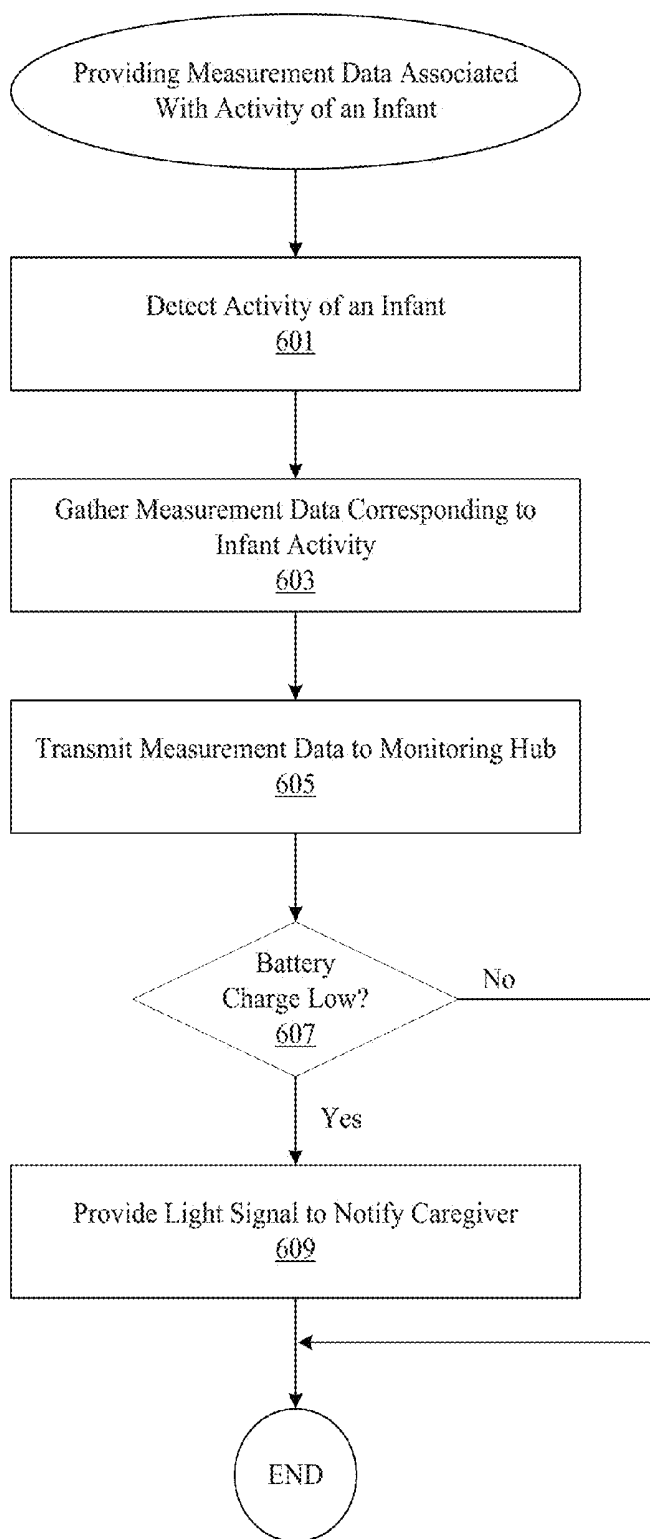 Providing Measurement Data Associated
With Activity of an Infant
Detect Activity of an Infant
601
Gather Measurement Data Corresponding to
Infant Activity
603
Transmit Measurement Data to Monitoring Hub
605
Battery
Charge Low?
607
No
Yes
Provide Light Signal to Notify Caregiver
609
END